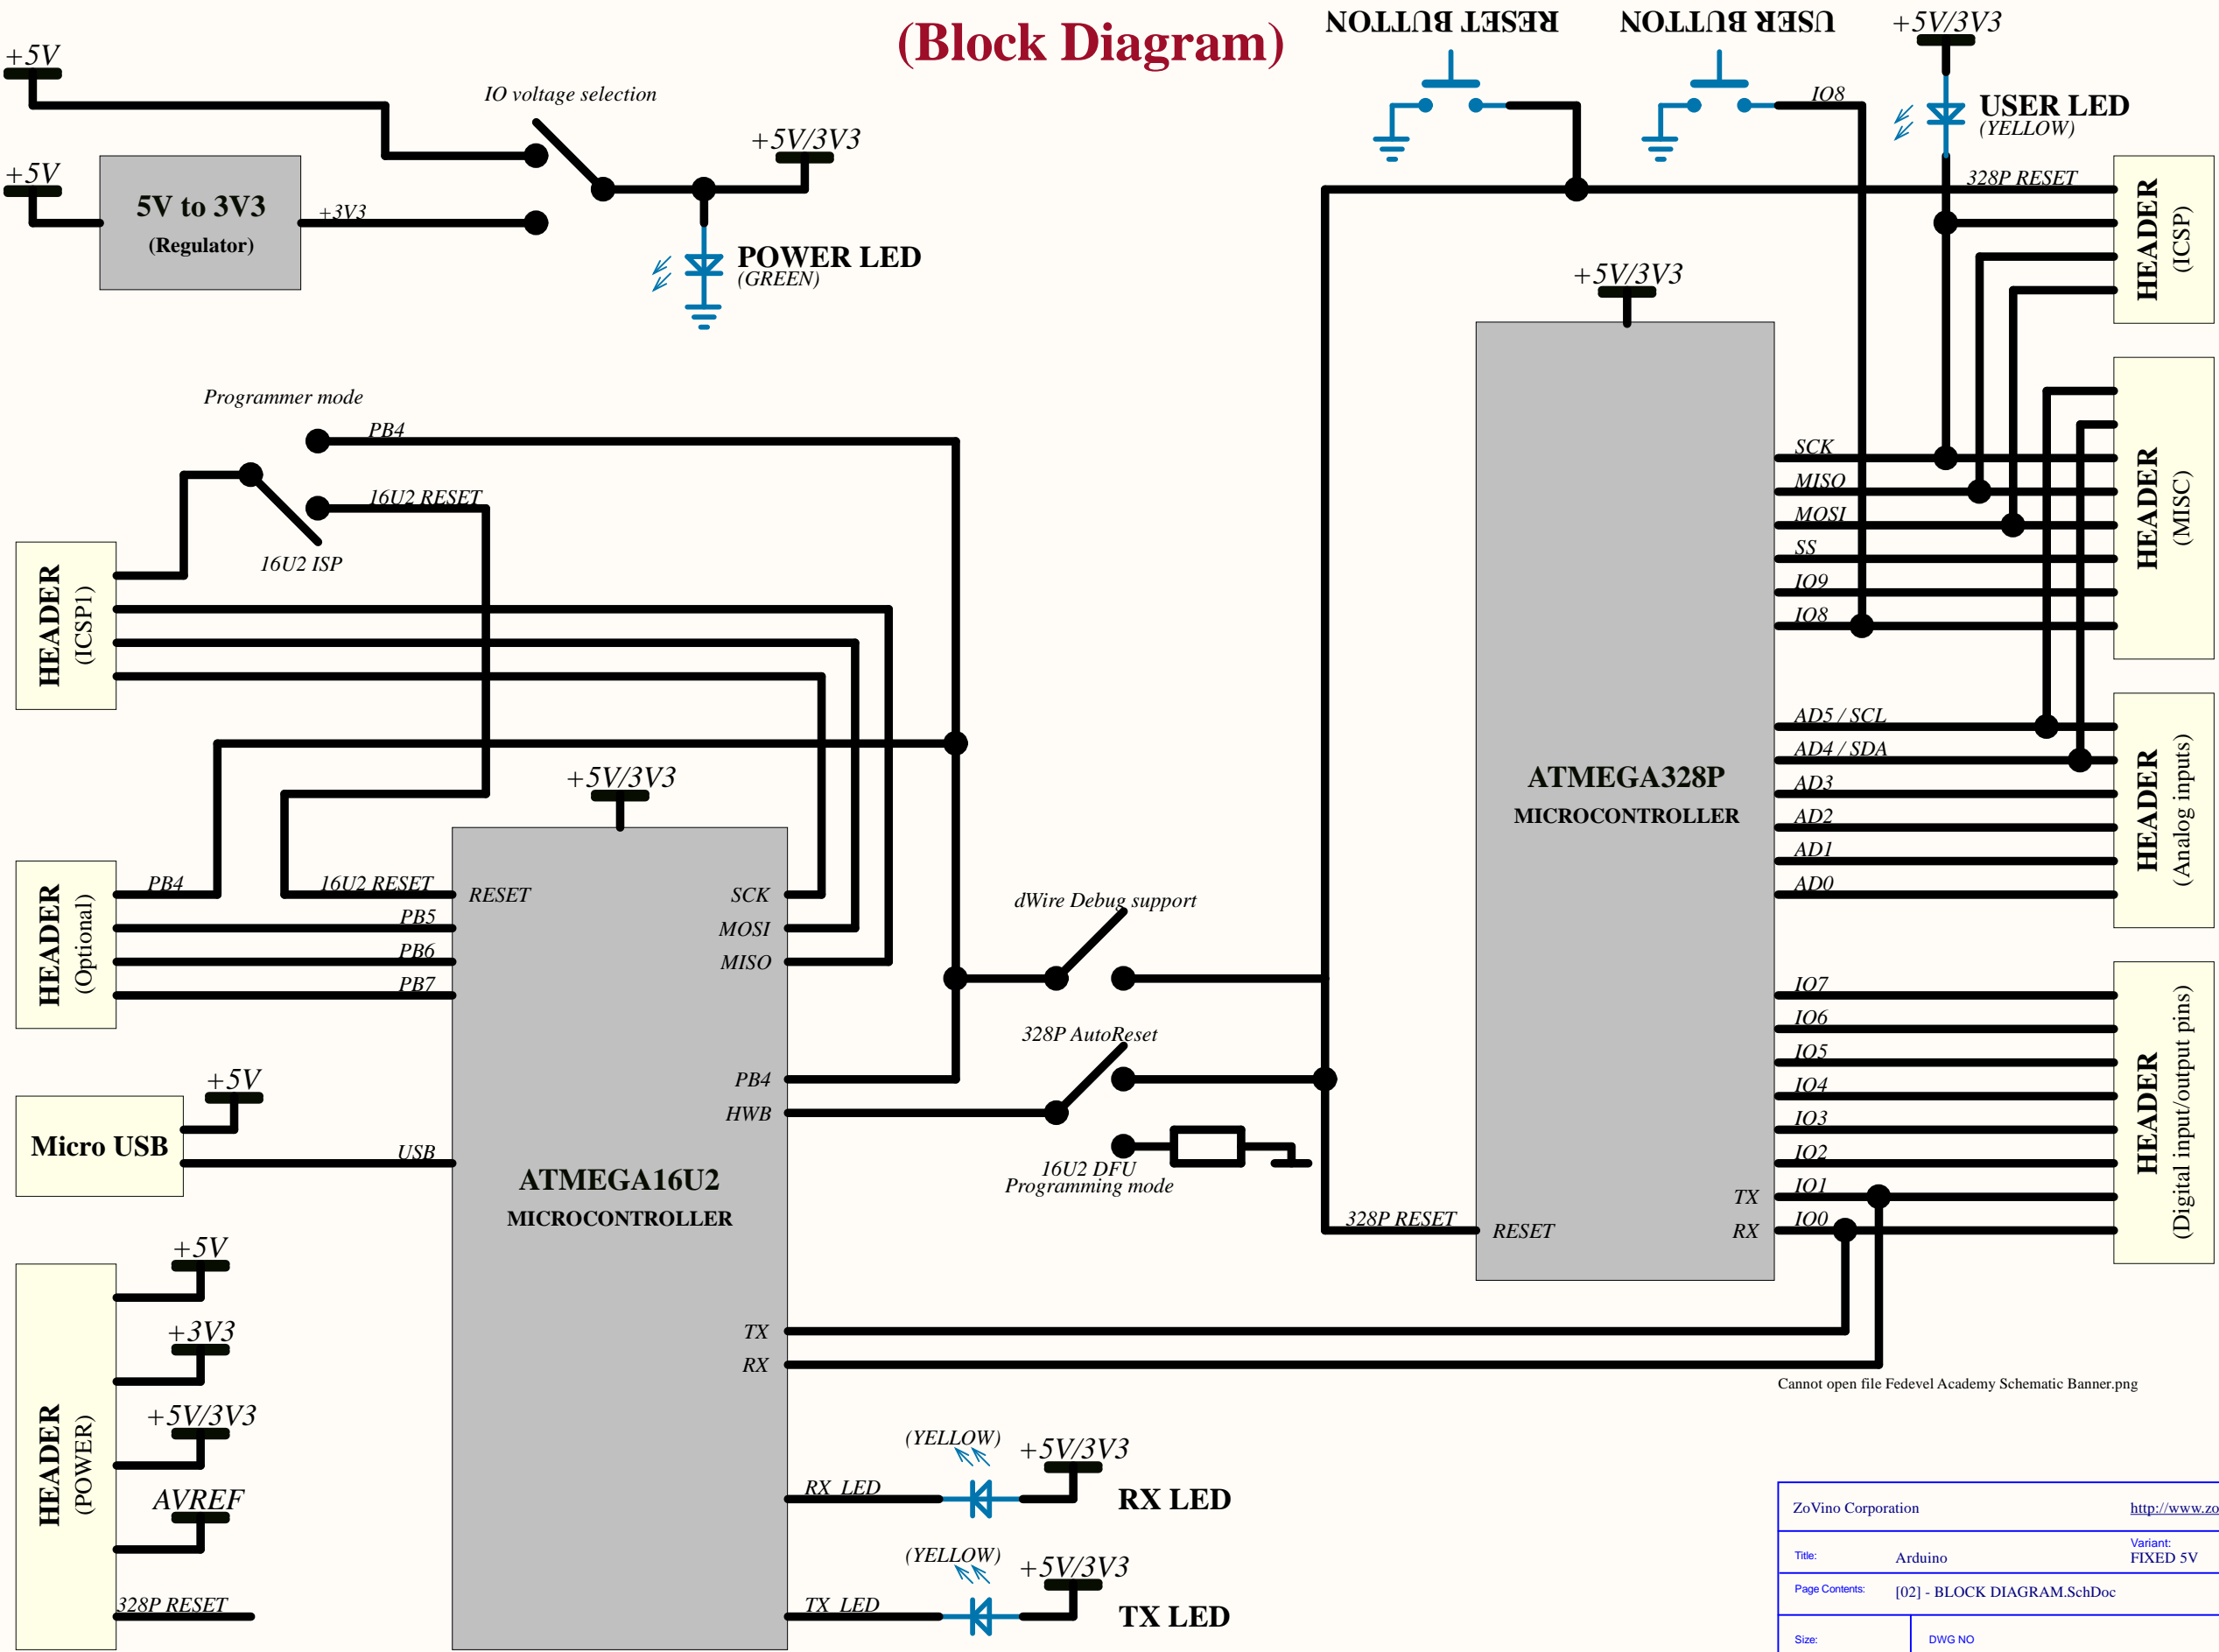 (Block Diagram)
RESET BUTTON
USER BUTTON
+5V/3V3
+5V
IO voltage selection
IO8
USER LED
(YELLOW)
+5V/3V3
+5V
5V to 3V3
(Regulator)
+3V3
POWER LED
(GREEN)
328P RESET
HEADER
(ICSP)
+5V/3V3
Programmer mode
PB4
16U2 RESET
16U2 ISP
HEADER
(ICSP1)
SCK
MISO
MOSI
SS
IO9
IO8
HEADER
(MISC)
AD5 / SCL
AD4 / SDA
AD3
AD2
AD1
AD0
HEADER
(Analog inputs)
ATMEGA328P
MICROCONTROLLER
+5V/3V3
HEADER
(Optional)
PB4
16U2 RESET
PB5
PB6
PB7
RESET
SCK
MOSI
MISO
PB4
HWB
dWire Debug support
328P AutoReset
16U2 DFU
Programming mode
+5V
Micro USB
USB
ATMEGA16U2
MICROCONTROLLER
328P RESET
RESET
IO7
IO6
IO5
IO4
IO3
IO2
TX
IO1
RX
IO0
HEADER
(Digital input/output pins)
HEADER
(POWER)
+5V
+3V3
+5V/3V3
AVREF
328P RESET
TX
RX
Cannot open file Fedevel Academy Schematic Banner.png
(YELLOW)
+5V/3V3
RX LED
RX LED
(YELLOW)
+5V/3V3
TX LED
TX LED
ZoVino Corporation
http://www.zo
Title:
Arduino
Variant:
FIXED 5V
Page Contents:
[02] - BLOCK DIAGRAM.SchDoc
Size:
DWG NO